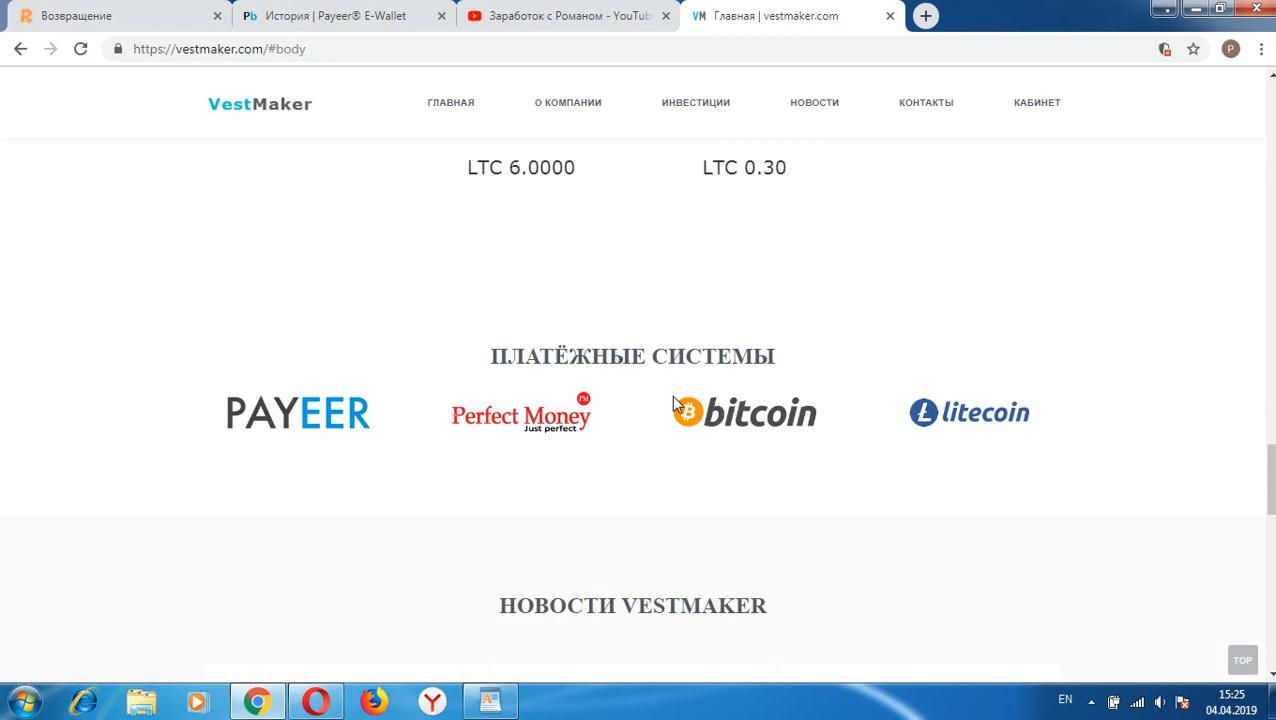 Возвращение
История | Payeer® E-Wallet
Заработок с Романом - YouTube
Главная | vestmaker.com
https://vestmaker.com/#body
P
VestMaker
ГЛАВНАЯ
О КОМПАНИИ
ИНВЕСТИЦИИ
НОВОСТИ
КОНТАКТЫ
КАБИНЕТ
LTC 6.0000
LTC 0.30
ПЛАТЁЖНЫЕ СИСТЕМЫ
PAYEER
Perfect Money PM
Just perfect
bitcoin
litecoin
НОВОСТИ VESTMAKER
TOP
EN
15:25
04.04.2019